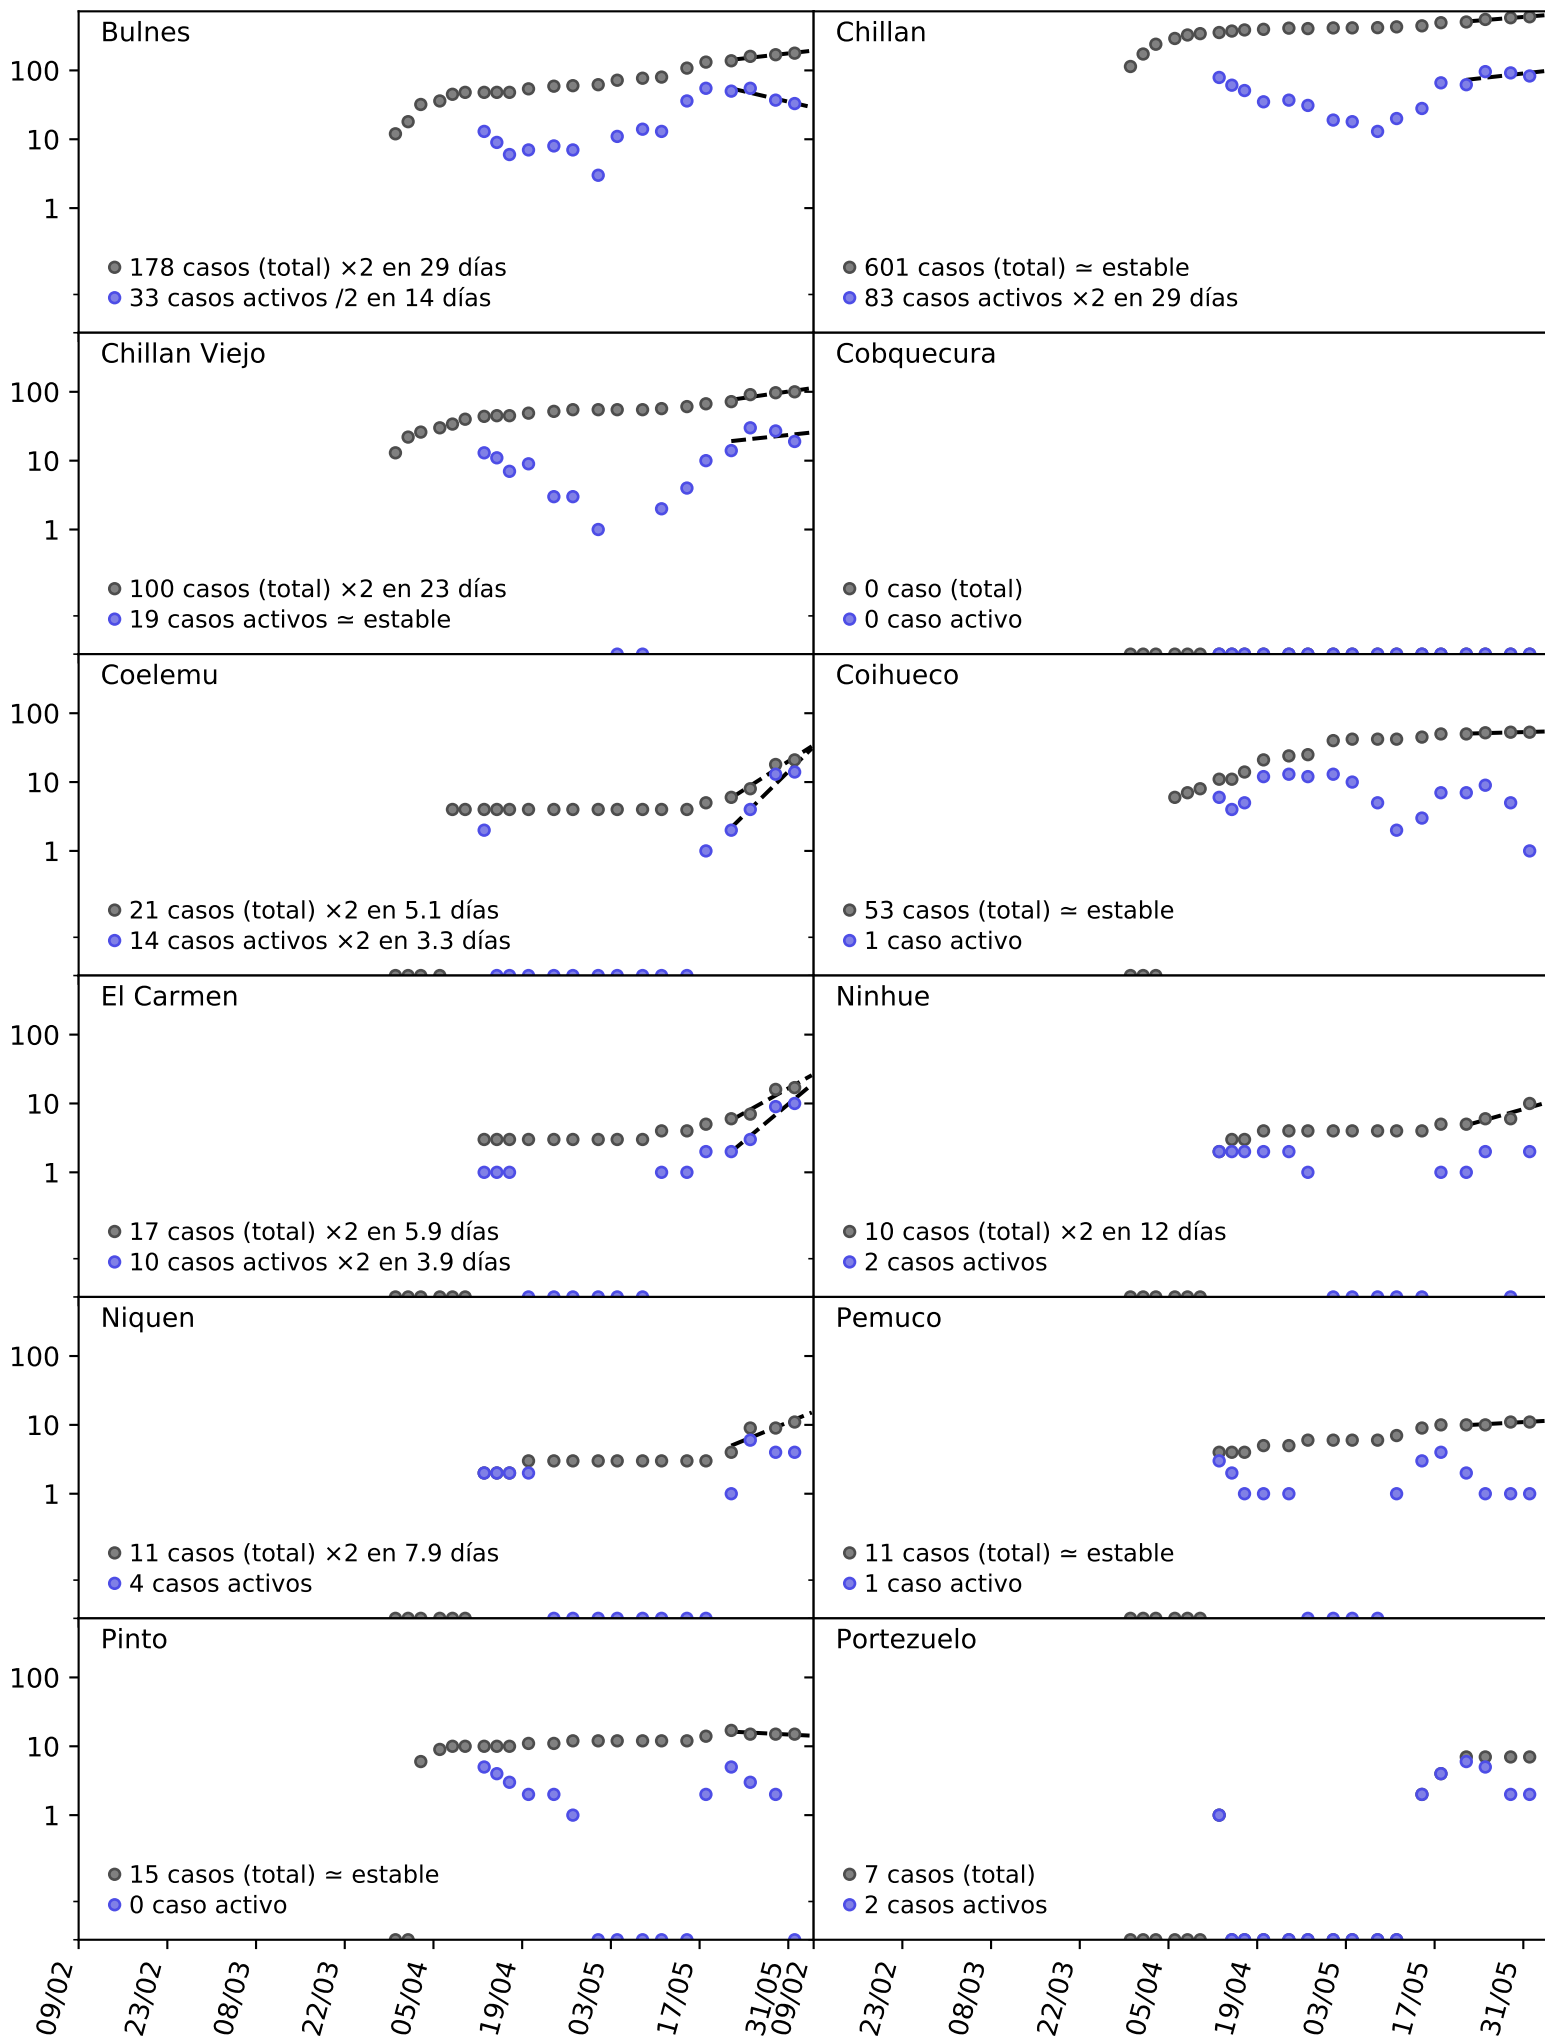 Bulnes
100
10
1
178 casos (total) ×2 en 29 días
33 casos activos /2 en 14 días
Chillan
601 casos (total) ≃ estable
83 casos activos ×2 en 29 días
Chillan Viejo
100
10
1
100 casos (total) ×2 en 23 días
19 casos activos ≃ estable
Cobquecura
0 caso (total)
0 caso activo
Coelemu
100
10
1
21 casos (total) ×2 en 5.1 días
14 casos activos ×2 en 3.3 días
Coihueco
53 casos (total) ≃ estable
1 caso activo
El Carmen
100
10
1
17 casos (total) ×2 en 5.9 días
10 casos activos ×2 en 3.9 días
Ninhue
10 casos (total) ×2 en 12 días
2 casos activos
Niquen
100
10
1
11 casos (total) ×2 en 7.9 días
4 casos activos
Pemuco
11 casos (total) ≃ estable
1 caso activo
Pinto
100
10
1
15 casos (total) ≃ estable
0 caso activo
Portezuelo
7 casos (total)
2 casos activos
09/02
23/02
08/03
22/03
05/04
19/04
03/05
17/05
31/05
09/02
23/02
08/03
22/03
05/04
19/04
03/05
17/05
31/05